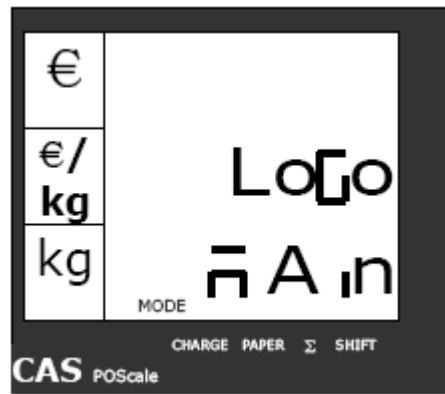 €
€/
kg
LoGo
kg
mAin
MODE
CHARGE PAPER Σ SHIFT
CAS POScale